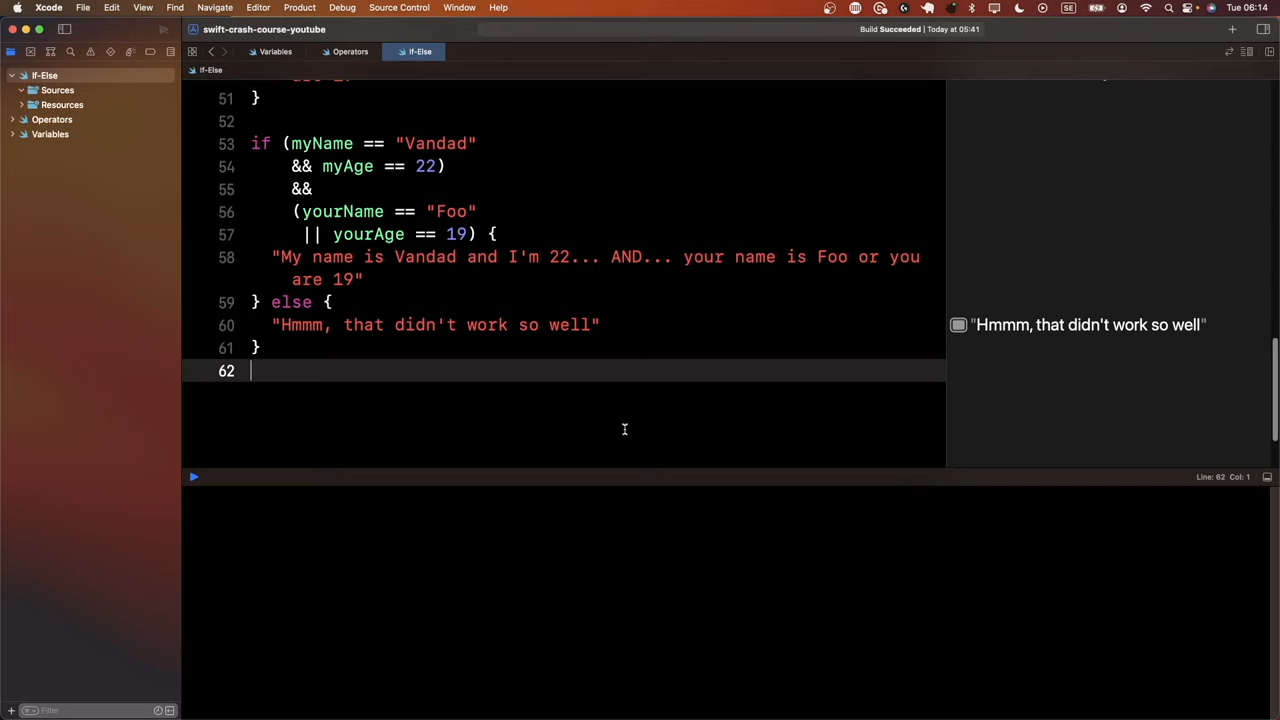 Xcode File Edit View Find Navigate Editor Product Debug Source Control Window Help SE Tue 06:14
swift-crash-course-youtube Build Succeeded | Today at 05:41
Variables Operators If-Else
If-Else
If-Else
Sources
Resources
Operators
Variables
51 }
52
53 if (myName == "Vandad"
54 && myAge == 22)
55 &&
56 (yourName == "Foo"
57 || yourAge == 19) {
58 "My name is Vandad and I'm 22... AND... your name is Foo or you
are 19"
59 } else {
60 "Hmmm, that didn't work so well"
61 }
62
"Hmmm, that didn't work so well"
Line: 62 Col: 1
Filter